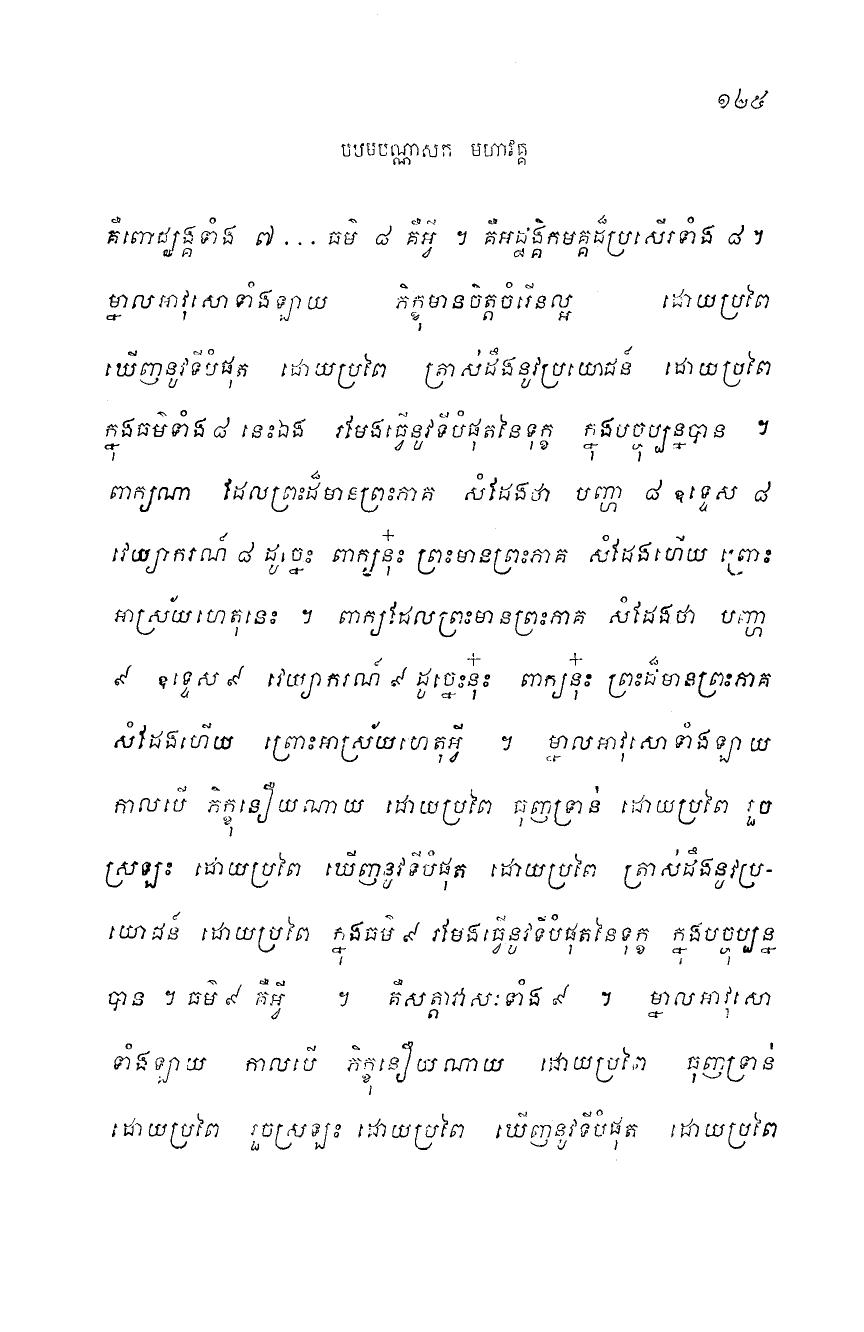 ១២៥
បឋមបណ្ណាសក មហាវគ្គ
គឺពោជ្ឈង្គទាំង ៧ ... ធម៌ ៨ គឺអ្វី ។ គឺអដ្ឋង្គិកមគ្គដ៏ប្រសើរទាំង ៨ ។
ម្នាលអាវុសោទាំងឡាយ ភិក្ខុមានចិត្តចំរើនល្អ ដោយប្រពៃ
ឃើញនូវទីបំផុត ដោយប្រពៃ ត្រាស់ដឹងនូវប្រយោជន៍ ដោយប្រពៃ
ក្នុងធម៌ទាំង៨ នេះឯង រមែងធ្វើនូវទីបំផុតនៃទុក្ខ ក្នុងបច្ចុប្បន្នបាន ។
ពាក្យណា ដែលព្រះដ៏មានព្រះភាគ សំដែងថា បញ្ហា ៨ ឧទ្ទេស ៨
វេយ្យាករណ៍ ៨ ដូច្នេះ ពាក្យនុ៎ះ ព្រះមានព្រះភាគ សំដែងហើយ ព្រោះ
អាស្រ័យហេតុនេះ ។ ពាក្យដែលព្រះមានព្រះភាគ សំដែងថា បញ្ហា
៩ ឧទ្ទេស ៩ វេយ្យាករណ៍ ៩ ដូច្នេះនុ៎ះ ពាក្យនុ៎ះ ព្រះដ៏មានព្រះភាគ
សំដែងហើយ ព្រោះអាស្រ័យហេតុអ្វី ។ ម្នាលអាវុសោទាំងឡាយ
កាលបើ ភិក្ខុនឿយណាយ ដោយប្រពៃ ធុញទ្រាន់ ដោយប្រពៃ រួច
ស្រឡះ ដោយប្រពៃ ឃើញនូវទីបំផុត ដោយប្រពៃ ត្រាស់ដឹងនូវប្រ-
យោជន៍ ដោយប្រពៃ ក្នុងធម៌ ៩ រមែងធ្វើនូវទីបំផុតនៃទុក្ខ ក្នុងបច្ចុប្បន្ន
បាន ។ ធម៌ ៩ គឺអ្វី ។ គឺសត្តាវាសៈទាំង ៩ ។ ម្នាលអាវុសោ
ទាំងឡាយ កាលបើ ភិក្ខុនឿយណាយ ដោយប្រពៃ ធុញទ្រាន់
ដោយប្រពៃ រួចស្រឡះ ដោយប្រពៃ ឃើញនូវទីបំផុត ដោយប្រពៃ